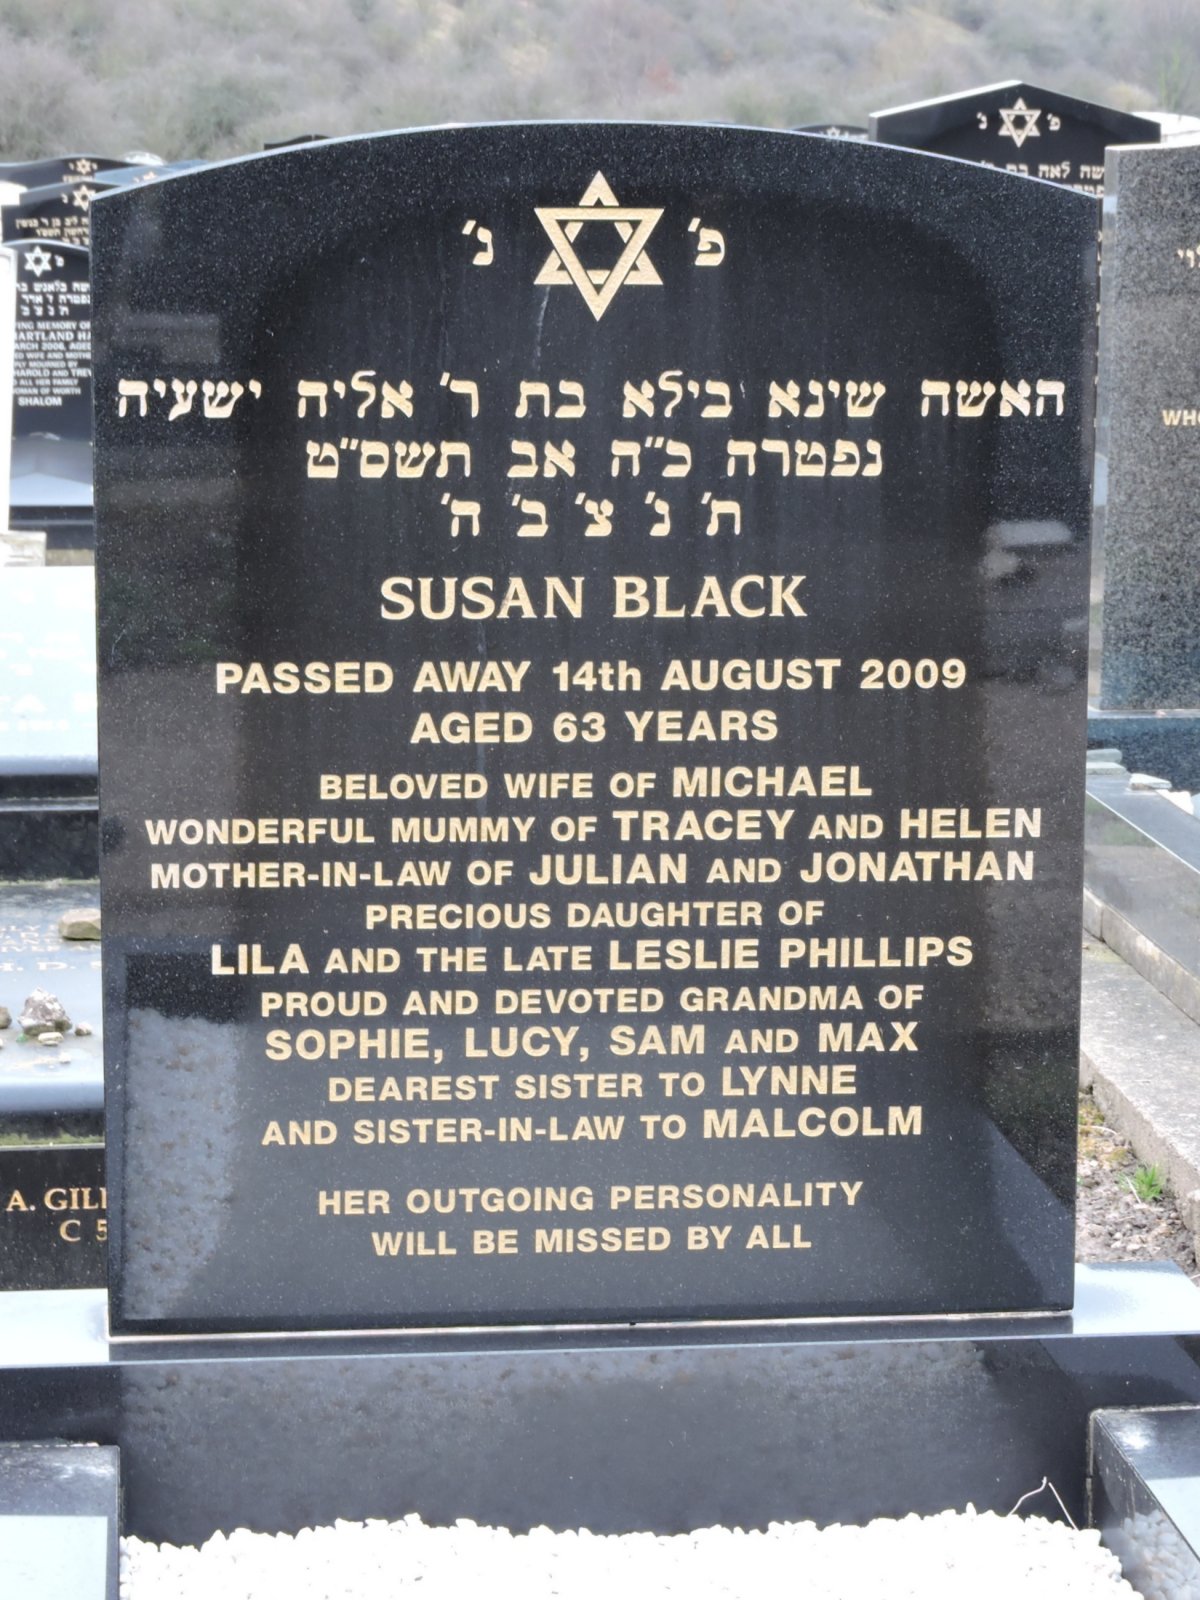 פ' נ'
האשה שינא בילא בת ר' אליה ישעיה
נפטרה כ"ה אב תשס"ט
ת' נ' צ' ב' ה'
SUSAN BLACK
PASSED AWAY 14th AUGUST 2009
AGED 63 YEARS
BELOVED WIFE OF MICHAEL
WONDERFUL MUMMY OF TRACEY AND HELEN
MOTHER-IN-LAW OF JULIAN AND JONATHAN
PRECIOUS DAUGHTER OF
LILA AND THE LATE LESLIE PHILLIPS
PROUD AND DEVOTED GRANDMA OF
SOPHIE, LUCY, SAM AND MAX
DEAREST SISTER TO LYNNE
AND SISTER-IN-LAW TO MALCOLM
HER OUTGOING PERSONALITY
WILL BE MISSED BY ALL
פ' נ'
SHALOM